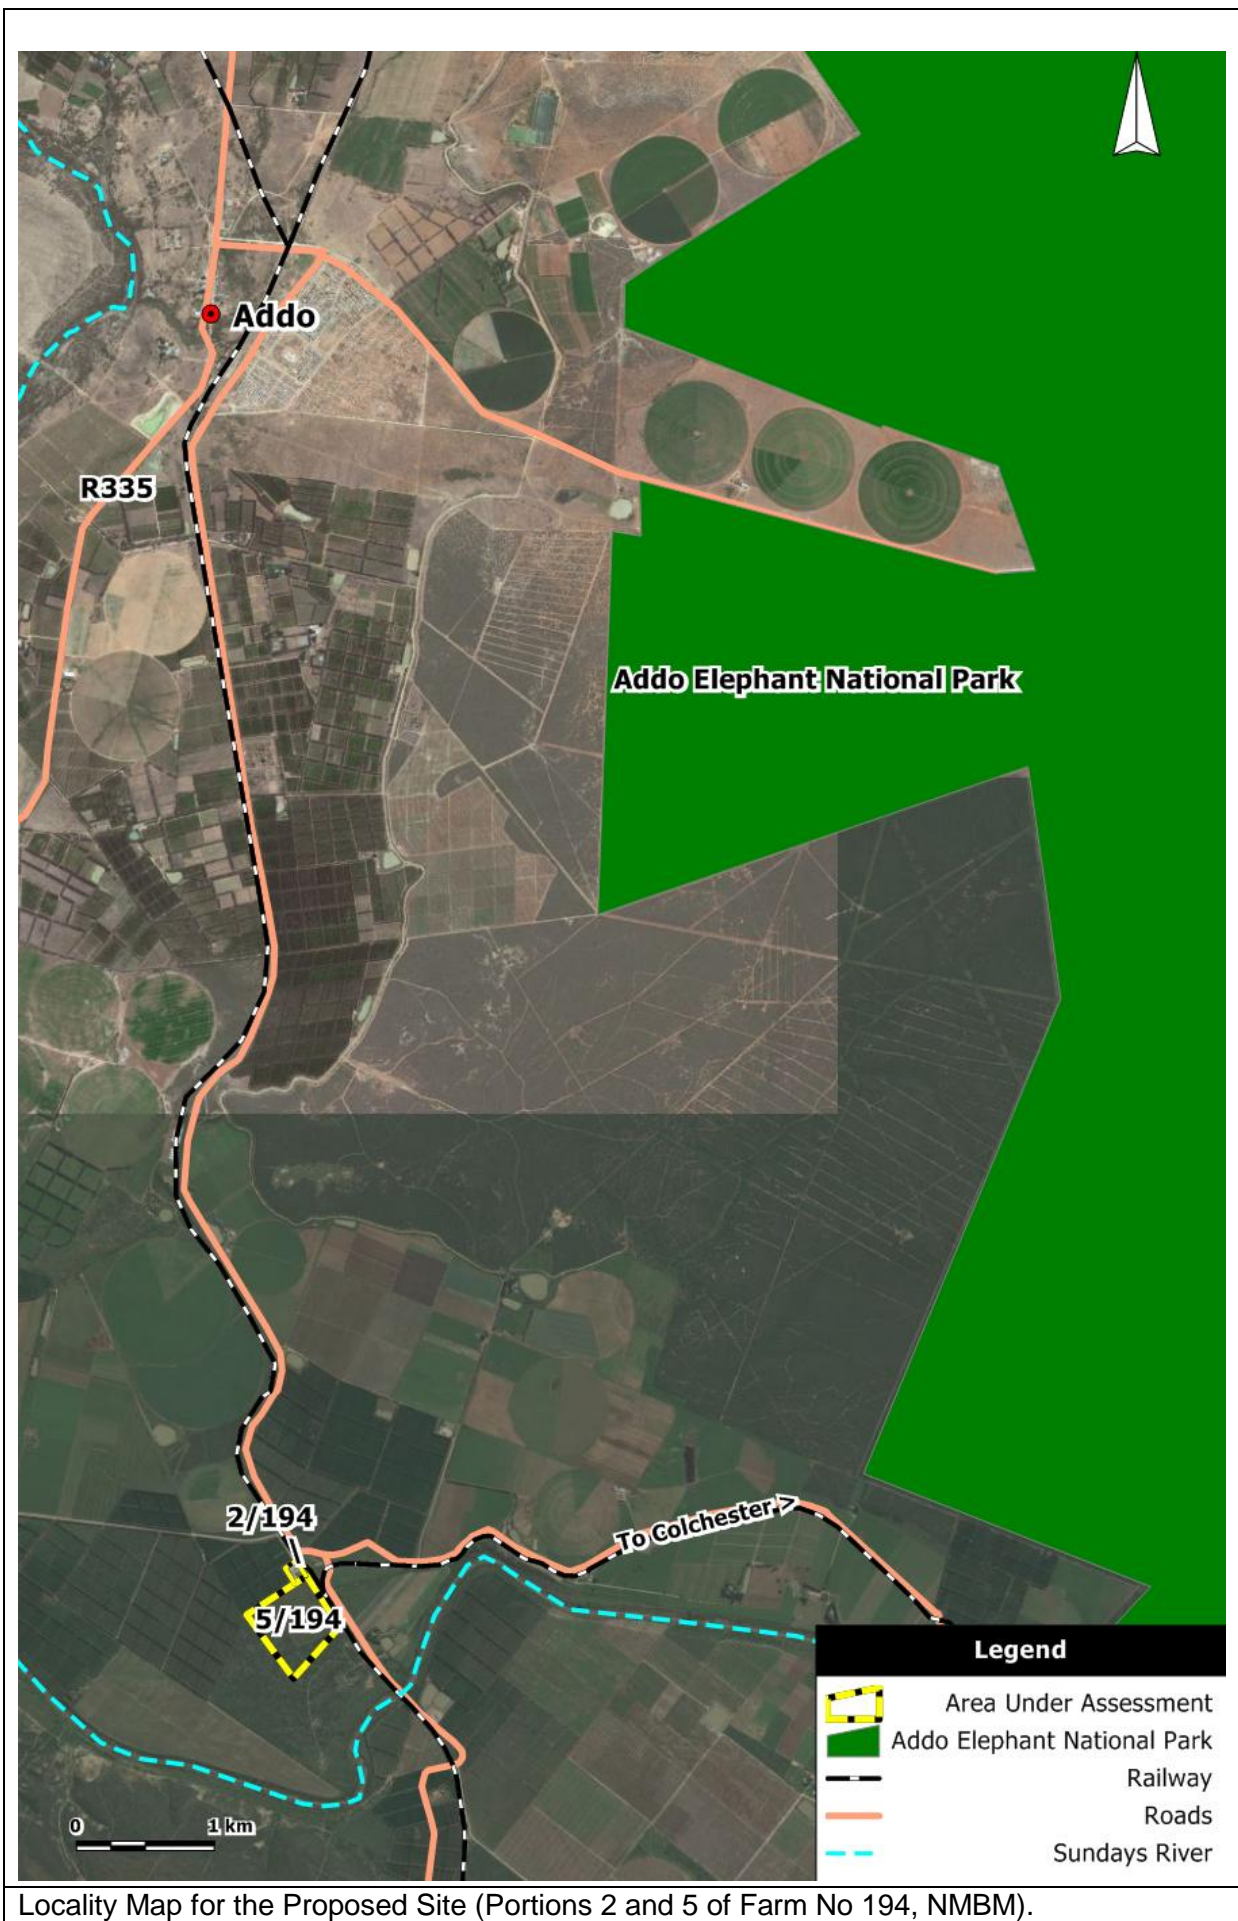 Addo
R335
Addo Elephant National Park
2/194
To Colchester >
5/194
Legend
Area Under Assessment
Addo Elephant National Park
Railway
Roads
Sundays River
0 1 km
Locality Map for the Proposed Site (Portions 2 and 5 of Farm No 194, NMBM).